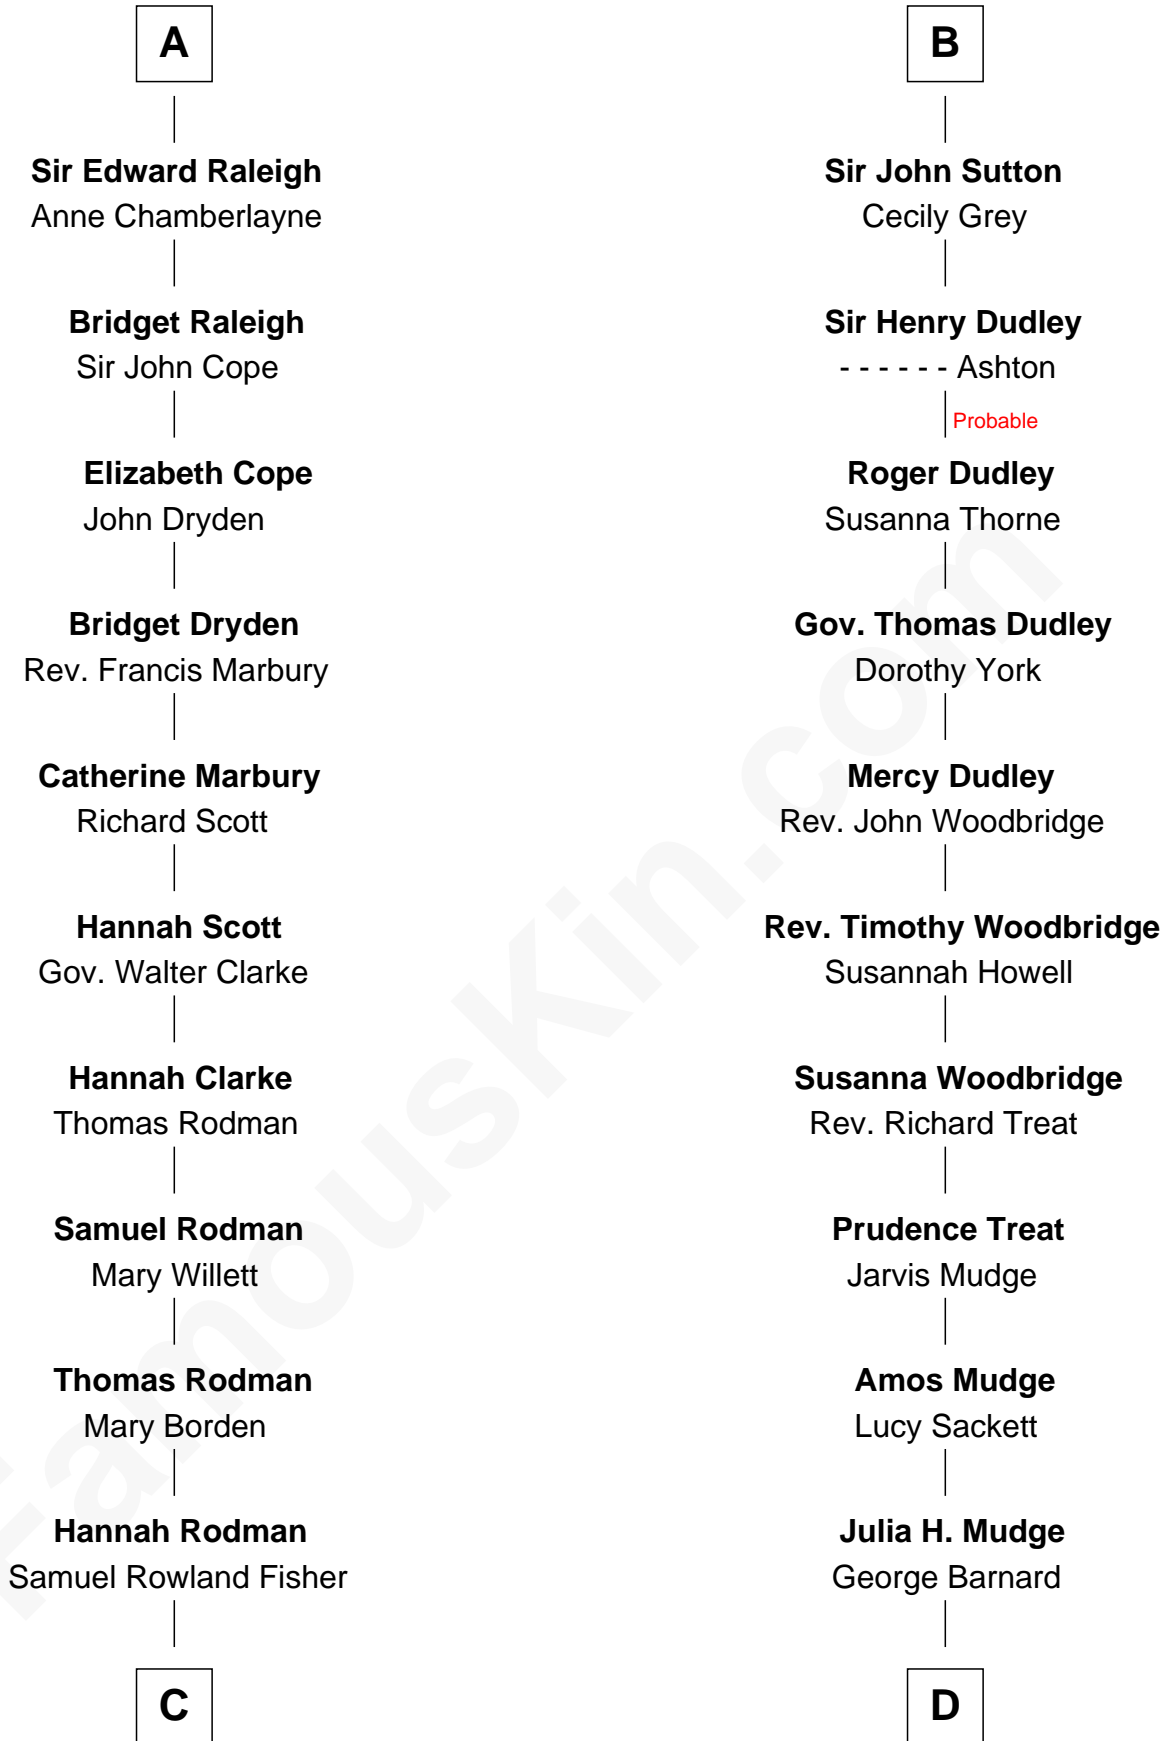 A
Sir Edward Raleigh
Anne Chamberlayne
Bridget Raleigh
Sir John Cope
Elizabeth Cope
John Dryden
Bridget Dryden
Rev. Francis Marbury
Catherine Marbury
Richard Scott
Hannah Scott
Gov. Walter Clarke
Hannah Clarke
Thomas Rodman
Samuel Rodman
Mary Willett
Thomas Rodman
Mary Borden
Hannah Rodman
Samuel Rowland Fisher
C
B
Sir John Sutton
Cecily Grey
Sir Henry Dudley
- - - - - - Ashton
Probable
Roger Dudley
Susanna Thorne
Gov. Thomas Dudley
Dorothy York
Mercy Dudley
Rev. John Woodbridge
Rev. Timothy Woodbridge
Susannah Howell
Susanna Woodbridge
Rev. Richard Treat
Prudence Treat
Jarvis Mudge
Amos Mudge
Lucy Sackett
Julia H. Mudge
George Barnard
D
FamousKin.com